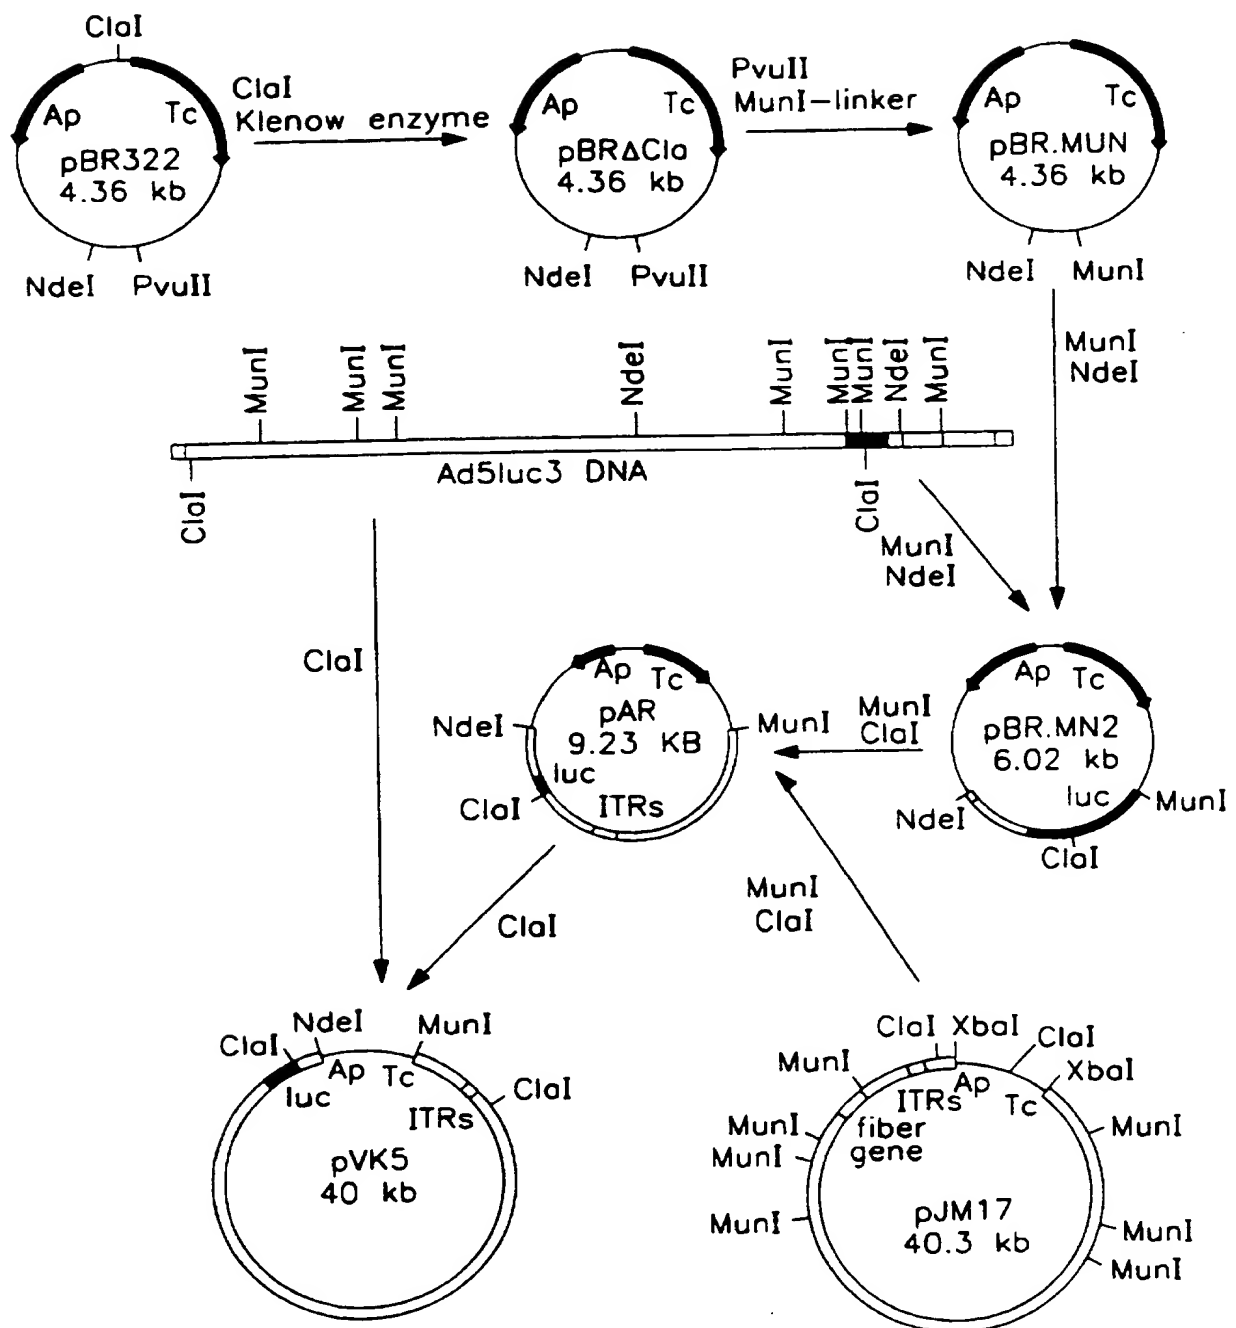 ClaI
Ap
Tc
pBR322
4.36 kb
NdeI
PvuII
ClaI
Klenow enzyme
Ap
Tc
pBRΔCla
4.36 kb
NdeI
PvuII
PvuII
MunI-linker
Ap
Tc
pBR.MUN
4.36 kb
NdeI
MunI
MunI
NdeI
MunI
MunI
MunI
NdeI
MunI
MunI
MunI
NdeI
MunI
Ad5luc3 DNA
ClaI
ClaI
MunI
NdeI
ClaI
Ap
Tc
pAR
9.23 KB
NdeI
MunI
luc
ClaI
ITRs
MunI
ClaI
Ap
Tc
pBR.MN2
6.02 kb
luc
MunI
NdeI
ClaI
ClaI
MunI
ClaI
NdeI
MunI
ClaI
Ap
Tc
luc
ITRs
ClaI
pVK5
40 kb
ClaI
XbaI
ClaI
MunI
XbaI
Ap
ITRs
Tc
MunI
fiber
gene
MunI
MunI
MunI
pJM17
40.3 kb
MunI
MunI